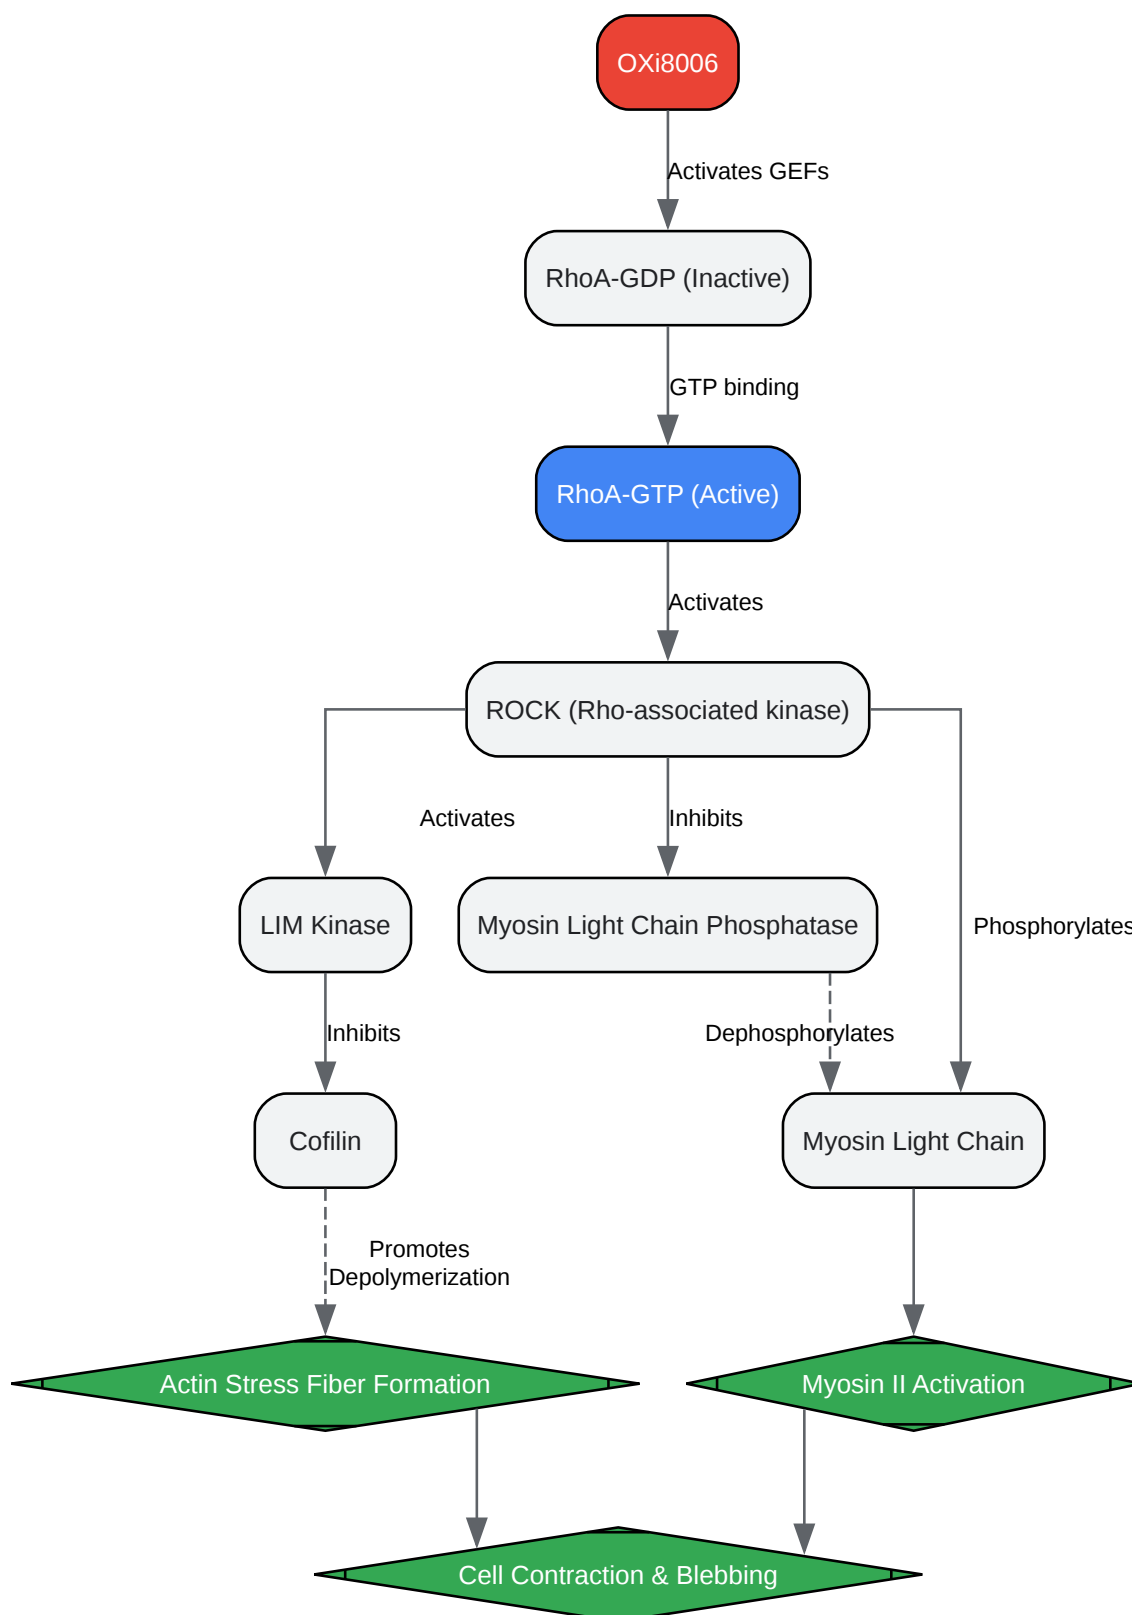 OXi8006
Activates GEFs
RhoA-GDP (Inactive)
GTP binding
RhoA-GTP (Active)
Activates
ROCK (Rho-associated kinase)
Activates
Inhibits
LIM Kinase
Myosin Light Chain Phosphatase
Phosphorylates
Inhibits
Dephosphorylates
Cofilin
Myosin Light Chain
Promotes
Depolymerization
Actin Stress Fiber Formation
Myosin II Activation
Cell Contraction & Blebbing